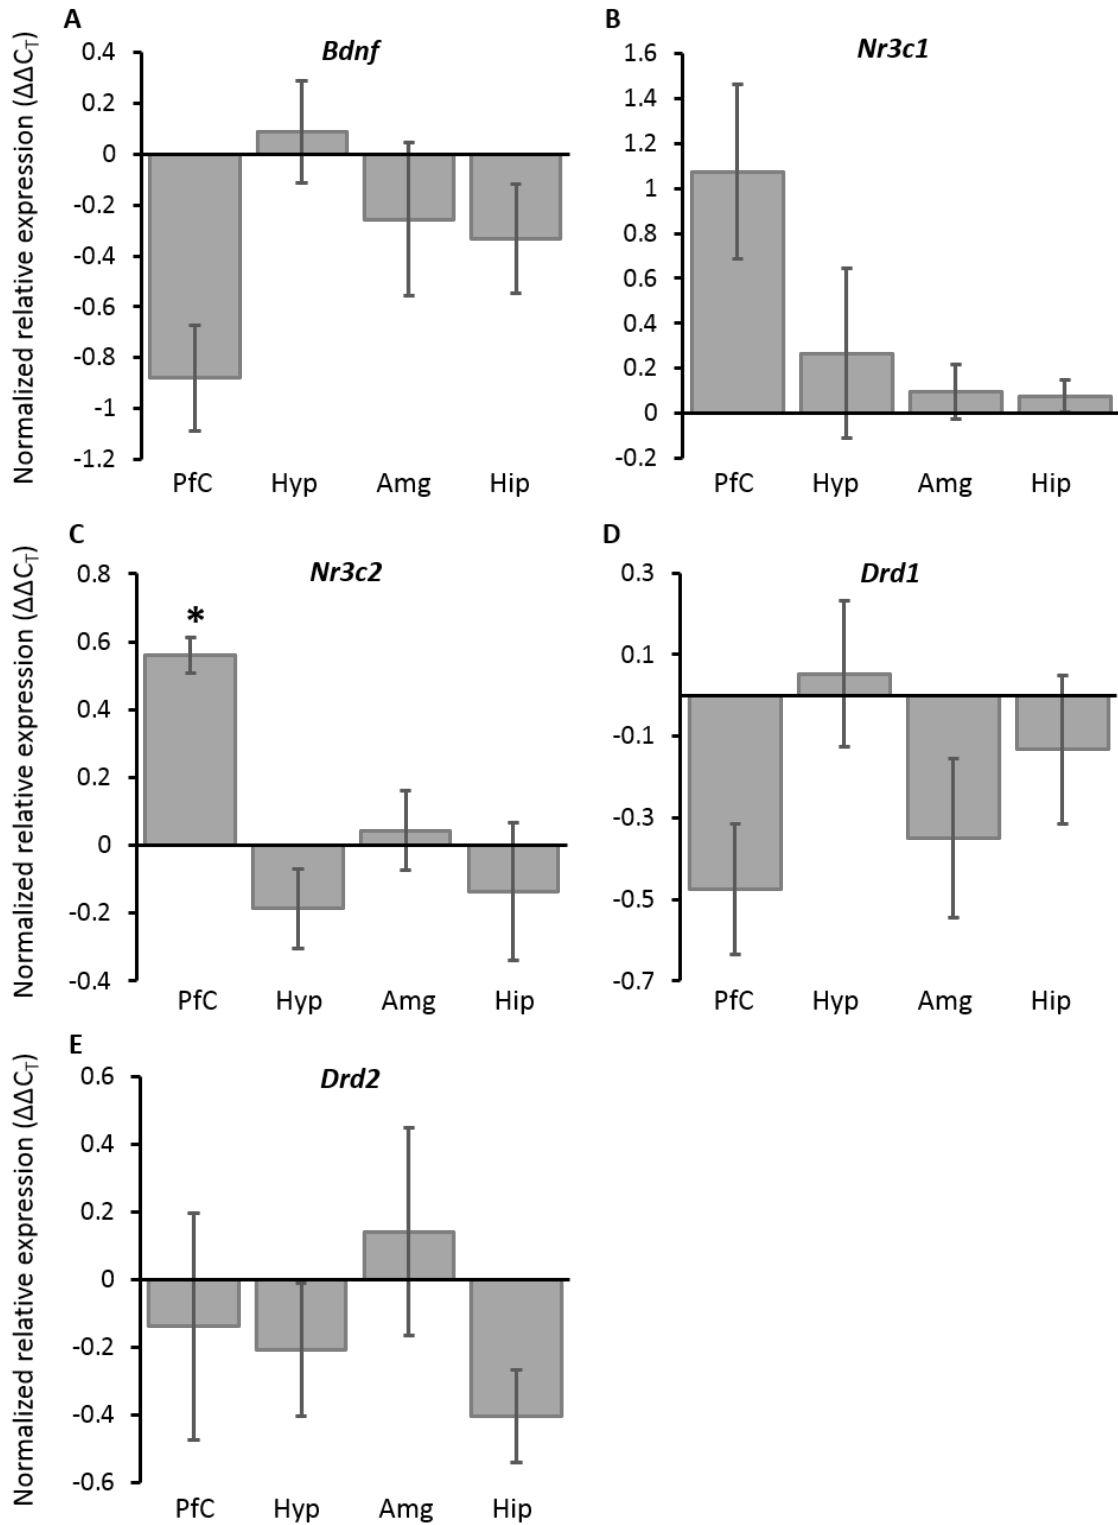 A
Bdnf
Normalized relative expression (ΔΔCT)
0.4
0.2
0
-0.2
-0.4
-0.6
-0.8
-1
-1.2
PfC Hyp Amg Hip
B
Nr3c1
1.6
1.4
1.2
1
0.8
0.6
0.4
0.2
0
-0.2
PfC Hyp Amg Hip
C
Nr3c2
Normalized relative expression (ΔΔCT)
0.8
*
0.6
0.4
0.2
0
-0.2
-0.4
PfC Hyp Amg Hip
D
Drd1
0.3
0.1
-0.1
-0.3
-0.5
-0.7
PfC Hyp Amg Hip
E
Drd2
Normalized relative expression (ΔΔCT)
0.6
0.4
0.2
0
-0.2
-0.4
-0.6
PfC Hyp Amg Hip